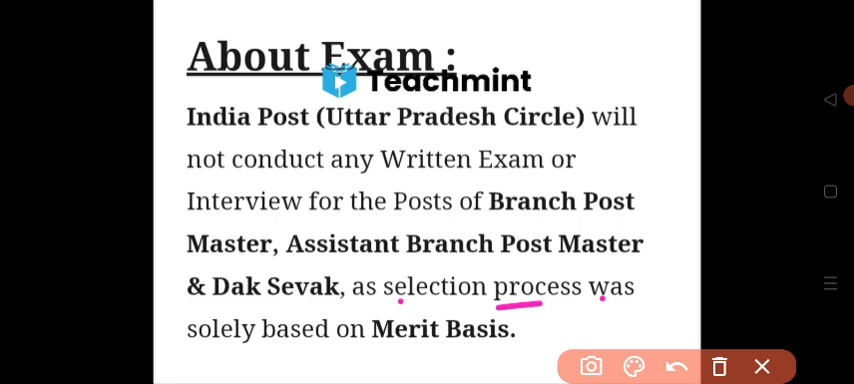 About Exam :
Teachmint
India Post (Uttar Pradesh Circle) will
not conduct any Written Exam or
Interview for the Posts of Branch Post
Master, Assistant Branch Post Master
& Dak Sevak, as selection process was
solely based on Merit Basis.